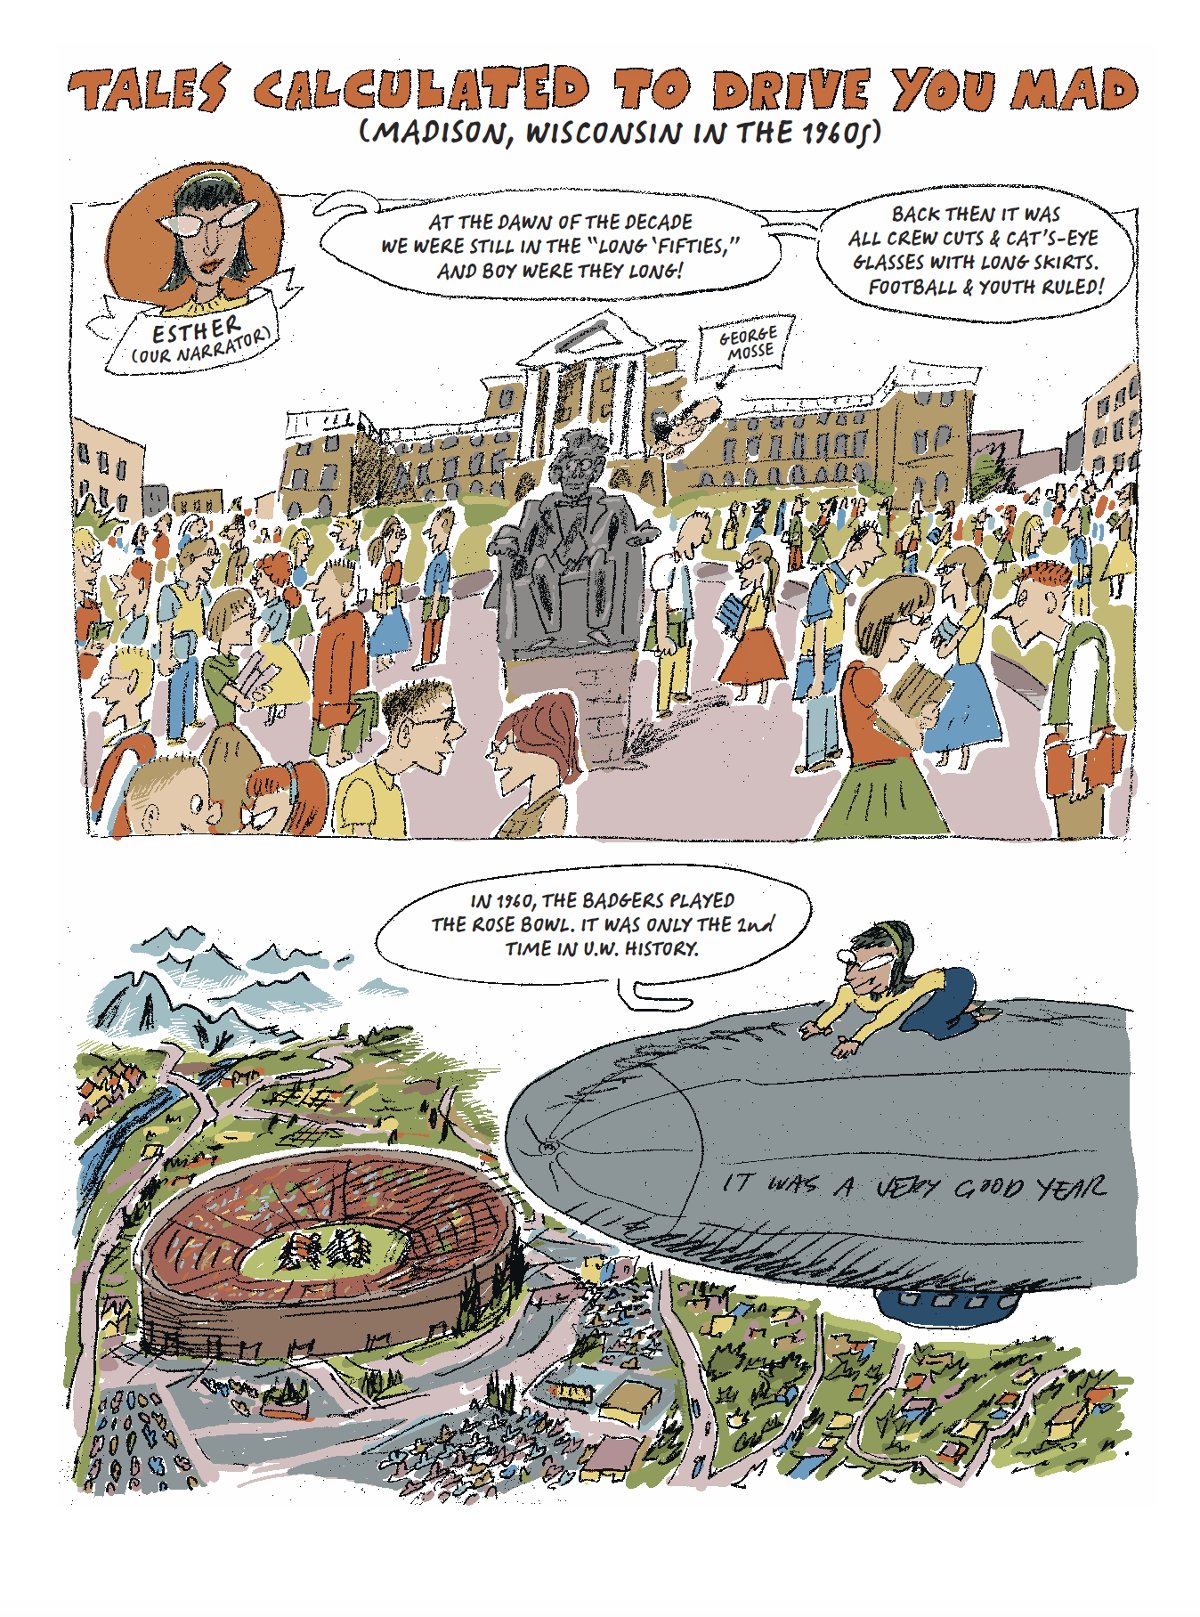 TALES CALCULATED TO DRIVE YOU MAD
(MADISON, WISCONSIN IN THE 1960s)
ESTHER
(OUR NARRATOR)
AT THE DAWN OF THE DECADE
WE WERE STILL IN THE “LONG ‘FIFTIES,”
AND BOY WERE THEY LONG!
BACK THEN IT WAS
ALL CREW CUTS & CAT’S-EYE
GLASSES WITH LONG SKIRTS.
FOOTBALL & YOUTH RULED!
GEORGE
MOSSE
IN 1960, THE BADGERS PLAYED
THE ROSE BOWL. IT WAS ONLY THE 2nd
TIME IN U.W. HISTORY.
IT WAS A VERY GOOD YEAR